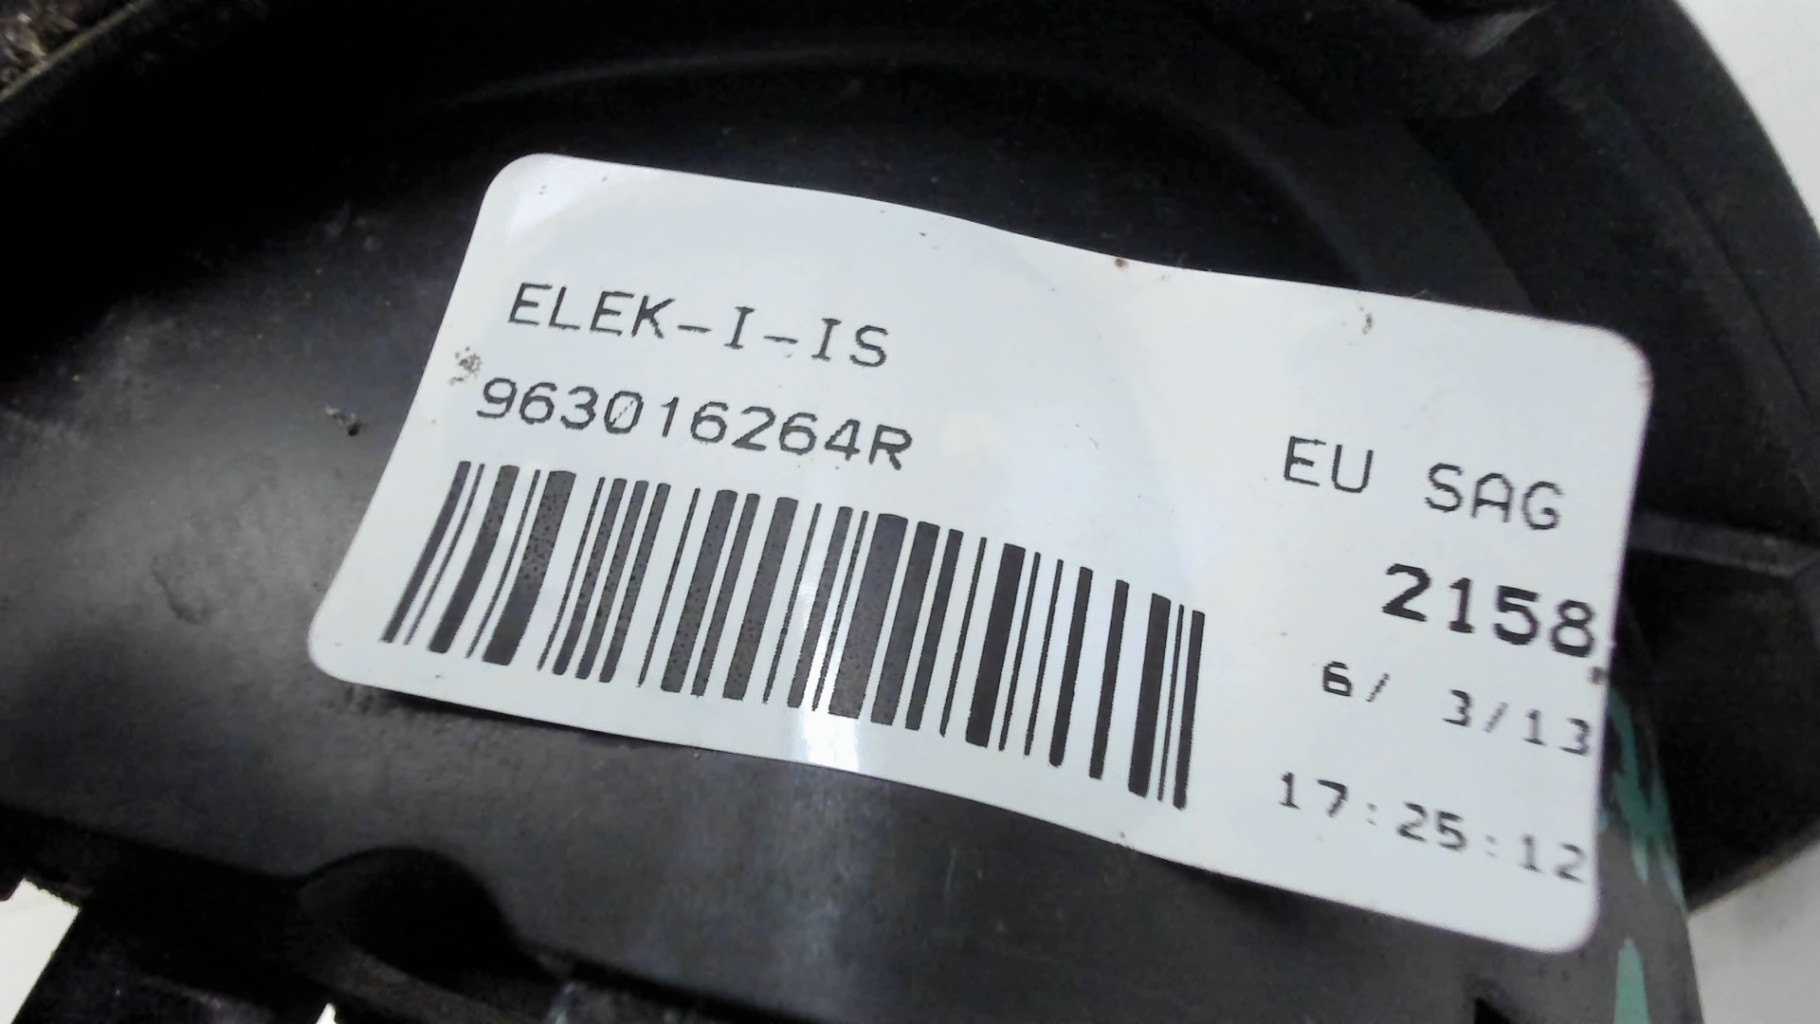 ELEK-I-IS
963016264R
EU SAG
2158
6/ 3/13
17:25:12